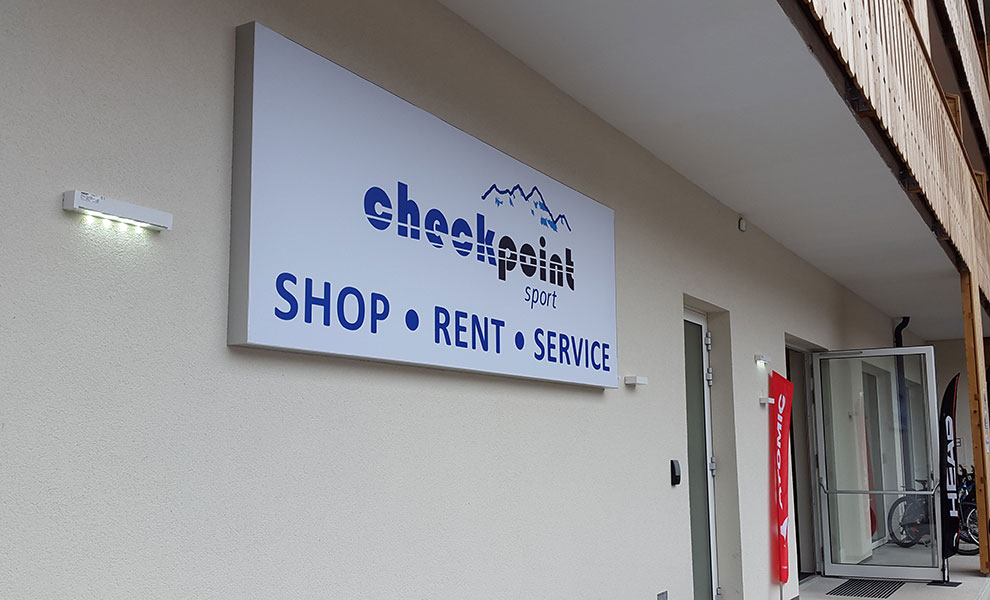 checkpoint
sport
SHOP • RENT • SERVICE
ATOMIC
HEAD